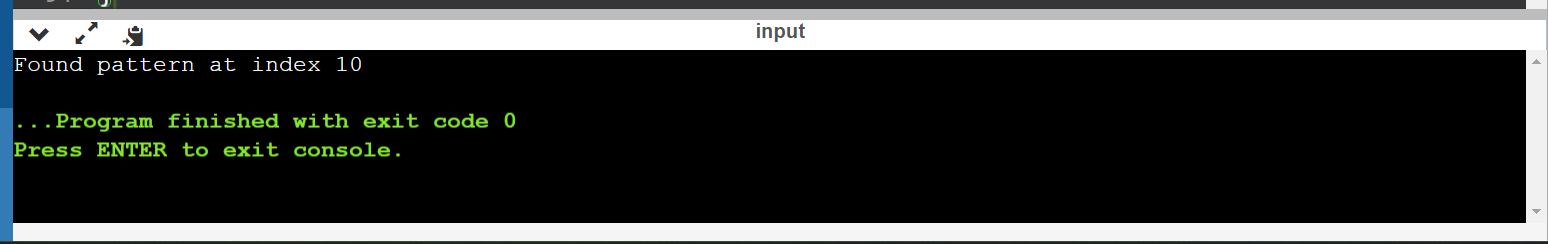 input
Found pattern at index 10
...Program finished with exit code 0
Press ENTER to exit console.